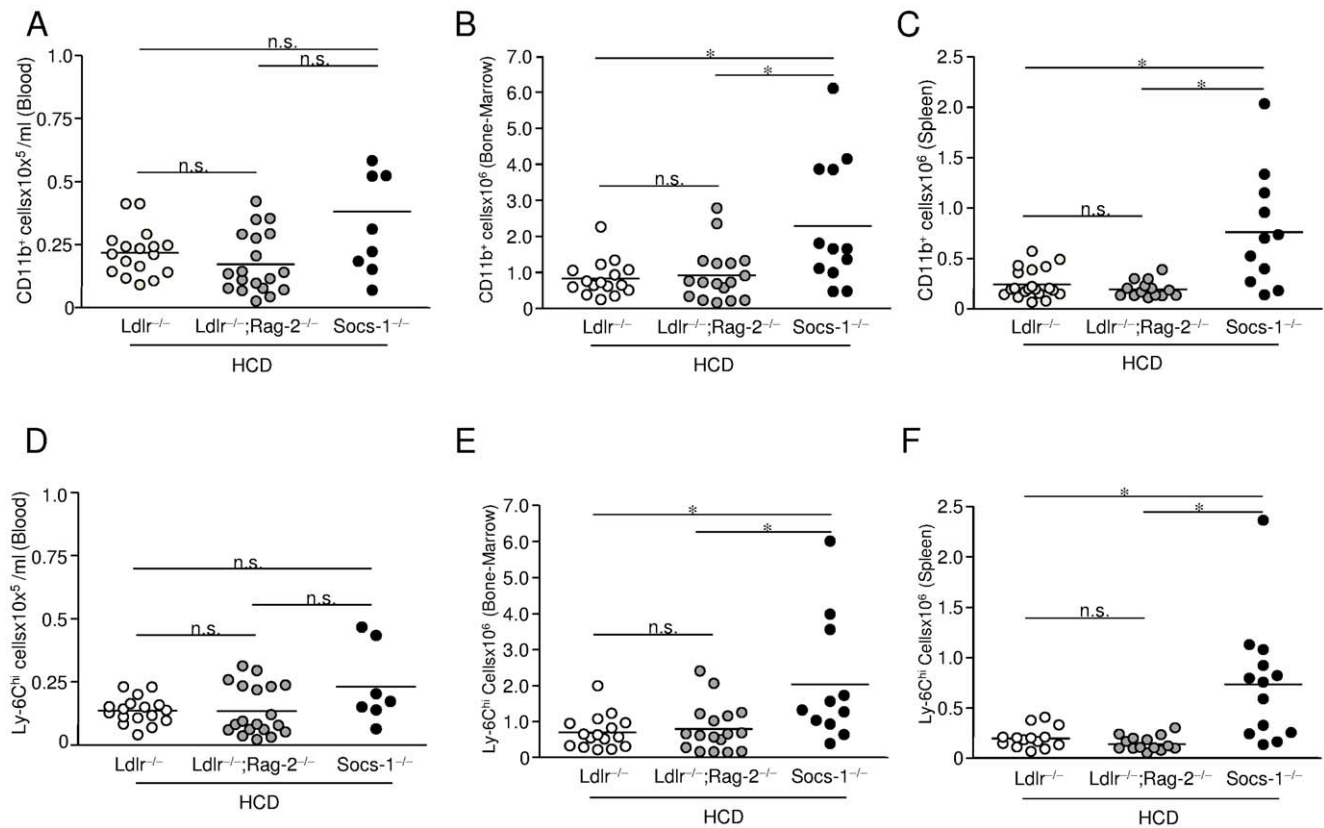 A
CD11b⁺ cellsx10x⁵ /ml (Blood)
1.0
0.75
0.5
0.25
0
n.s.
n.s.
n.s.
Ldlr⁻/⁻
Ldlr⁻/⁻;Rag-2⁻/⁻
Socs-1⁻/⁻
HCD
B
CD11b⁺ cellsx10⁶ (Bone-Marrow)
7.0
6.0
5.0
4.0
3.0
2.0
1.0
0
*
*
n.s.
Ldlr⁻/⁻
Ldlr⁻/⁻;Rag-2⁻/⁻
Socs-1⁻/⁻
HCD
C
CD11b⁺ cellsx10⁶ (Spleen)
2.5
2.0
1.5
1.0
0.5
0
*
*
n.s.
Ldlr⁻/⁻
Ldlr⁻/⁻;Rag-2⁻/⁻
Socs-1⁻/⁻
HCD
D
Ly-6Cʰⁱ cellsx10x⁵ /ml (Blood)
1.0
0.75
0.5
0.25
0
n.s.
n.s.
n.s.
Ldlr⁻/⁻
Ldlr⁻/⁻;Rag-2⁻/⁻
Socs-1⁻/⁻
HCD
E
Ly-6Cʰⁱ Cellsx10⁶ (Bone-Marrow)
7.0
6.0
5.0
4.0
3.0
2.0
1.0
0
*
*
n.s.
Ldlr⁻/⁻
Ldlr⁻/⁻;Rag-2⁻/⁻
Socs-1⁻/⁻
HCD
F
Ly-6Cʰⁱ Cellsx10⁶ (Spleen)
2.5
2.0
1.5
1.0
0.5
0
*
*
n.s.
Ldlr⁻/⁻
Ldlr⁻/⁻;Rag-2⁻/⁻
Socs-1⁻/⁻
HCD